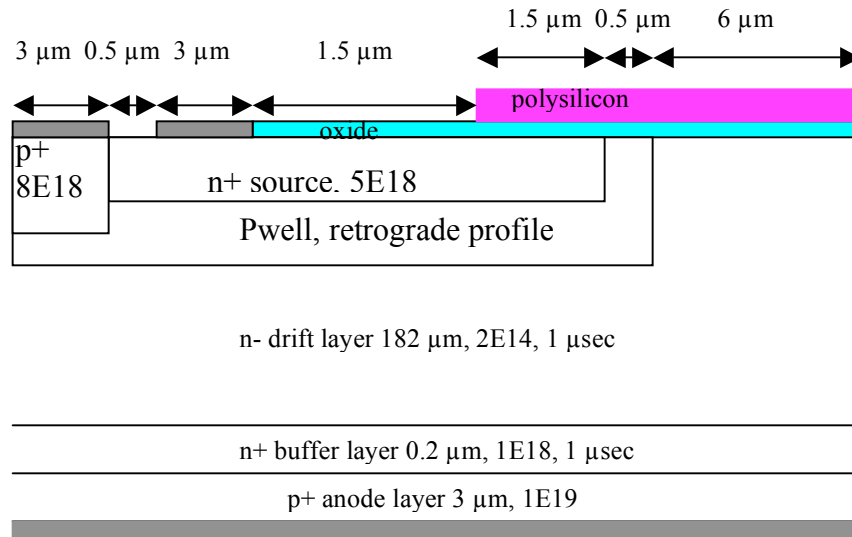 1.5 µm 0.5 µm 6 µm
3 µm 0.5 µm 3 µm 1.5 µm
polysilicon
oxide
p+
8E18
n+ source, 5E18
Pwell, retrograde profile
n- drift layer 182 µm, 2E14, 1 µsec
n+ buffer layer 0.2 µm, 1E18, 1 µsec
p+ anode layer 3 µm, 1E19